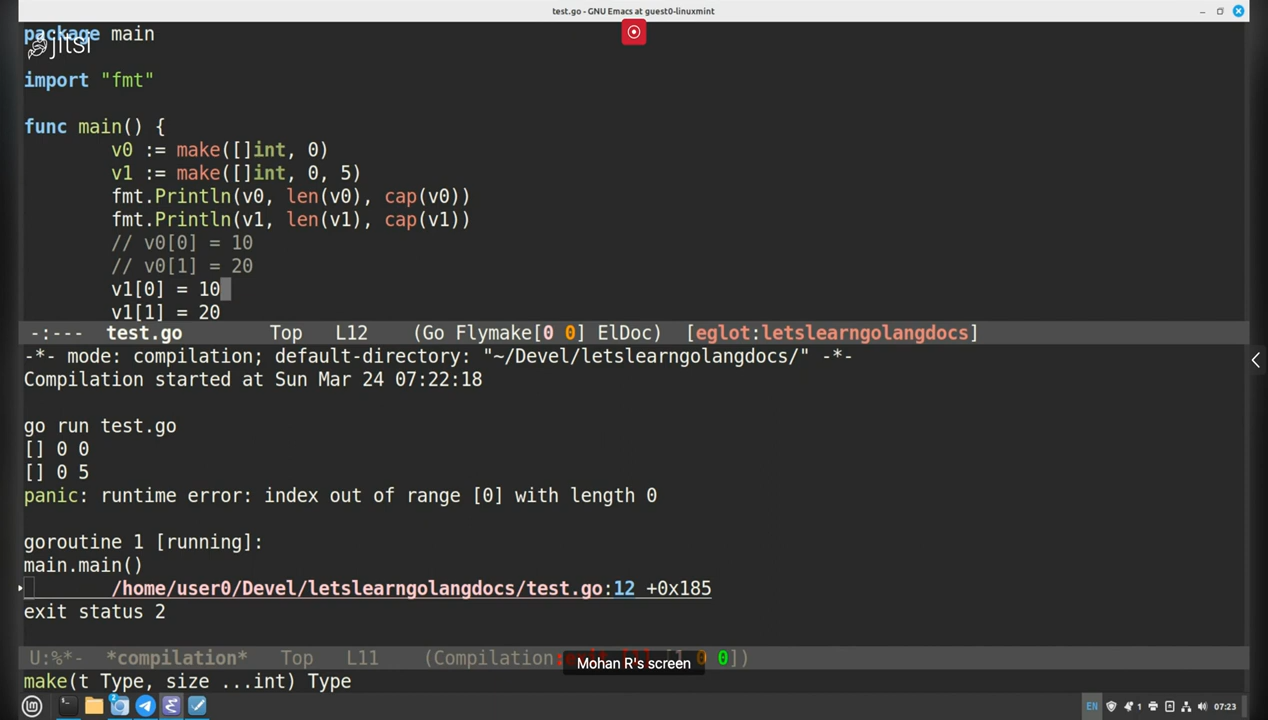 test.go - GNU Emacs at guest0-linuxmint
package main
jitsi
import "fmt"
func main() {
v0 := make([]int, 0)
v1 := make([]int, 0, 5)
fmt.Println(v0, len(v0), cap(v0))
fmt.Println(v1, len(v1), cap(v1))
// v0[0] = 10
// v0[1] = 20
v1[0] = 10
v1[1] = 20
-:--- test.go Top L12 (Go Flymake[0 0] ElDoc) [eglot:letslearngolangdocs]
-*- mode: compilation; default-directory: "~/Devel/letslearngolangdocs/" -*-
Compilation started at Sun Mar 24 07:22:18
go run test.go
[] 0 0
[] 0 5
panic: runtime error: index out of range [0] with length 0
goroutine 1 [running]:
main.main()
/home/user0/Devel/letslearngolangdocs/test.go:12 +0x185
exit status 2
U:%*- *compilation* Top L11 (Compilation: 0 0])
Mohan R's screen
make(t Type, size ...int) Type
EN 1 07:23